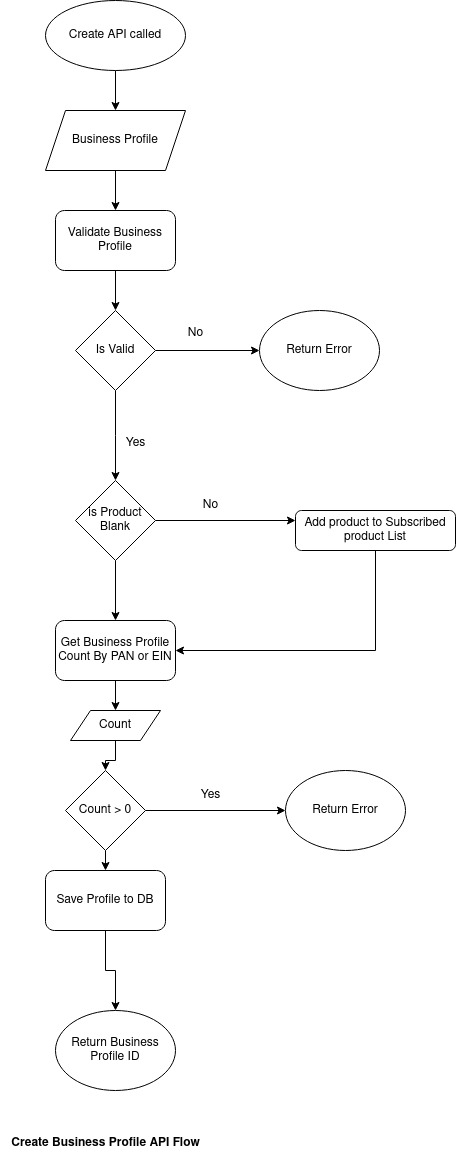 Create API called
Business Profile
Validate Business
Profile
Is Valid
No
Return Error
Yes
is Product
Blank
No
Add product to Subscribed
product List
Get Business Profile
Count By PAN or EIN
Count
Count > 0
Yes
Return Error
Save Profile to DB
Return Business
Profile ID
Create Business Profile API Flow